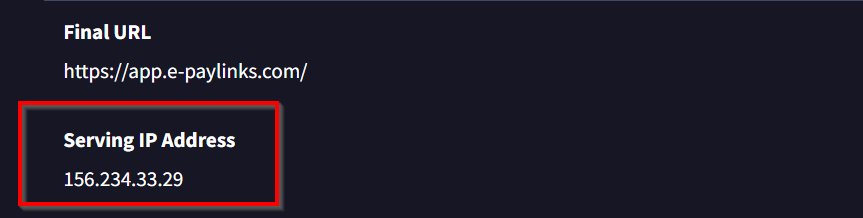 Final URL
https://app.e-paylinks.com/
Serving IP Address
156.234.33.29